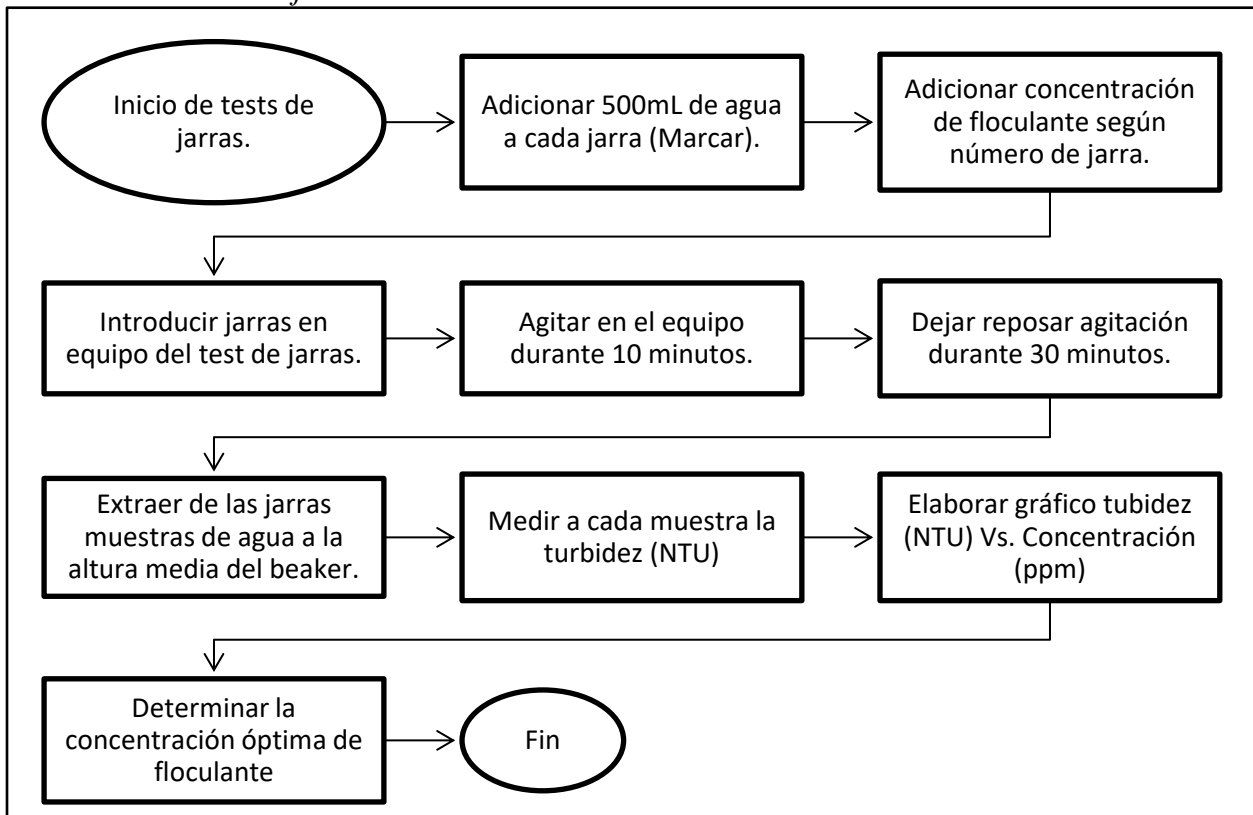 Inicio de tests de
jarras.
Adicionar 500mL de agua
a cada jarra (Marcar).
Adicionar concentración
de floculante según
número de jarra.
Introducir jarras en
equipo del test de jarras.
Agitar en el equipo
durante 10 minutos.
Dejar reposar agitación
durante 30 minutos.
Extraer de las jarras
muestras de agua a la
altura media del beaker.
Medir a cada muestra la
turbidez (NTU)
Elaborar gráfico tubidez
(NTU) Vs. Concentración
(ppm)
Determinar la
concentración óptima de
floculante
Fin